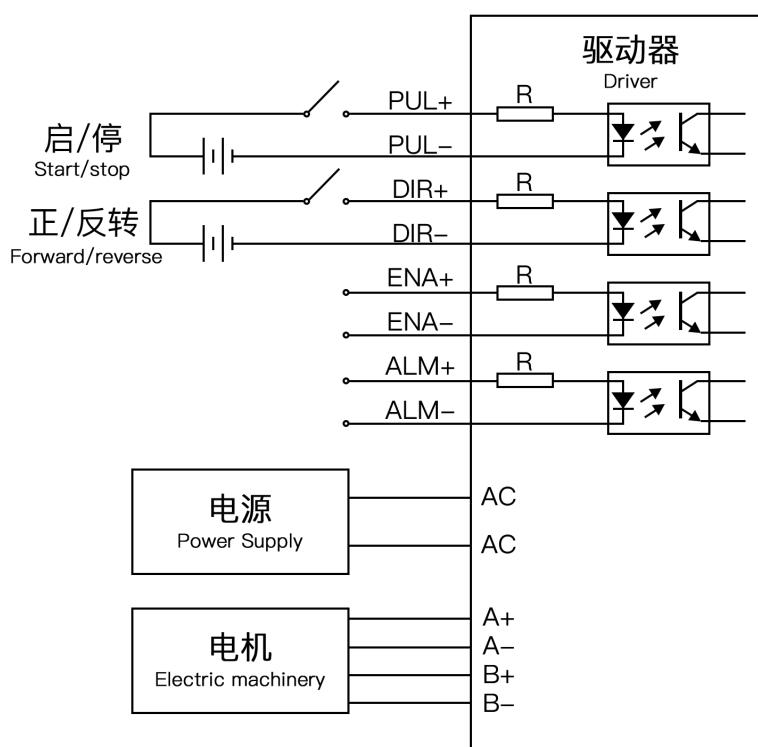 驱动器
Driver
启/停
Start/stop
PUL+
R
PUL-
正/反转
Forward/reverse
DIR+
R
DIR-
ENA+
R
ENA-
ALM+
R
ALM-
电源
Power Supply
AC
AC
电机
Electric machinery
A+
A-
B+
B-